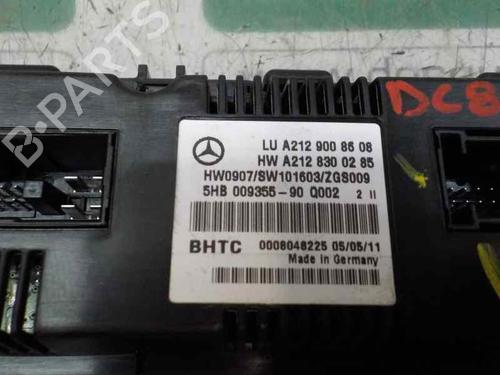 B-PARTS
DC8
LU A212 900 86 08
HW A212 830 02 85
HW0907/SW101603/ZGS009
5HB 009355-90 Q002 2 II
BHTC 0008048225 05/05/11
Made in Germany